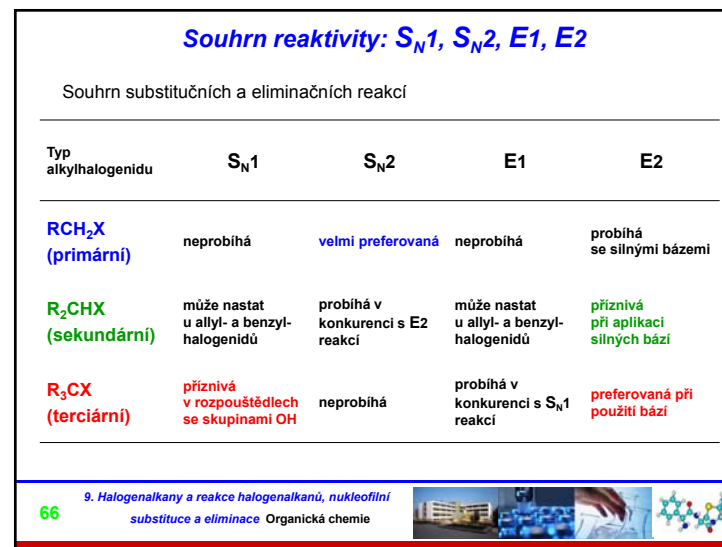 Souhrn reaktivity: SN1, SN2, E1, E2
Souhrn substitučních a eliminačních reakcí
Typ
alkylhalogenidu
SN1
SN2
E1
E2
RCH2X
(primární)
neprobíhá
velmi preferovaná
neprobíhá
probíhá
se silnými bázemi
R2CHX
(sekundární)
může nastat
u allyl- a benzyl-
halogenidů
probíhá v
konkurenci s E2
reakcí
může nastat
u allyl- a benzyl-
halogenidů
příznivá
při aplikaci
silných bází
R3CX
(terciární)
příznivá
v rozpouštědlech
se skupinami OH
neprobíhá
probíhá v
konkurenci s SN1
reakcí
preferovaná při
použití bází
66
9. Halogenalkany a reakce halogenalkanů, nukleofilní
substituce a eliminace Organická chemie